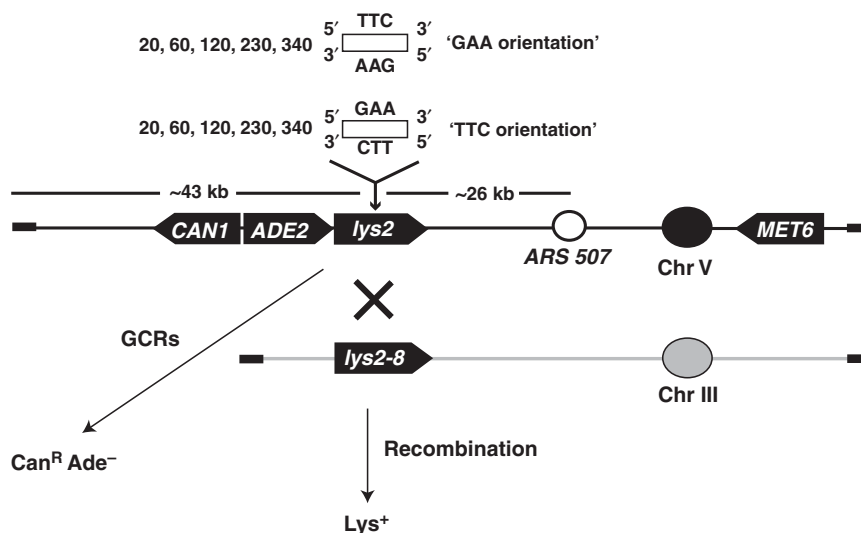 5′ TTC 3′
20, 60, 120, 230, 340 ‘GAA orientation’
3′ AAG 5′
5′ GAA 3′
20, 60, 120, 230, 340 ‘TTC orientation’
3′ CTT 5′
~43 kb ~26 kb
CAN1 ADE2 lys2 MET6
ARS 507 Chr V
GCRs
lys2-8
Chr III
Recombination
Can^R Ade⁻
Lys⁺